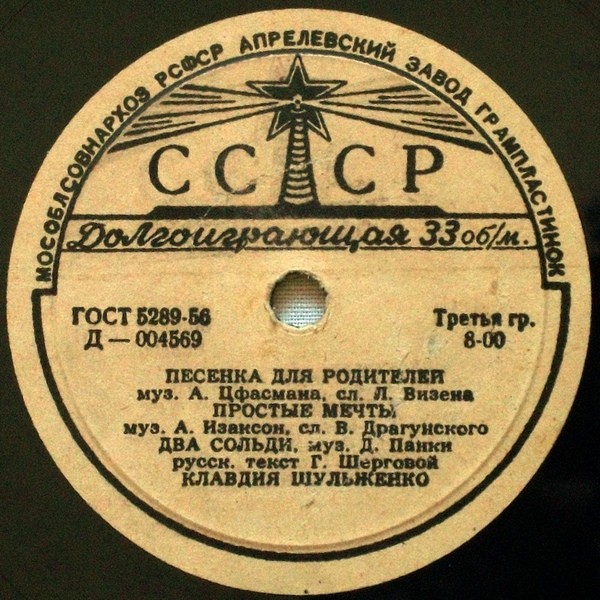 МОСОБЛСОВНАРХОЗ РСФСР АПРЕЛЕВСКИЙ ЗАВОД ГРАМПЛАСТИНОК
СССР
Долгоиграющая 33 об/м.
ГОСТ 5289-56 Третья гр.
Д — 004569 8-00
ПЕСЕНКА ДЛЯ РОДИТЕЛЕЙ
муз. А. Цфасмана, сл. Л. Визена
ПРОСТЫЕ МЕЧТЫ
муз. А. Изаксон, сл. В. Драгунского
ДВА СОЛЬДИ, муз. Д. Панки
русск. текст Г. Шерговой
КЛАВДИЯ ШУЛЬЖЕНКО